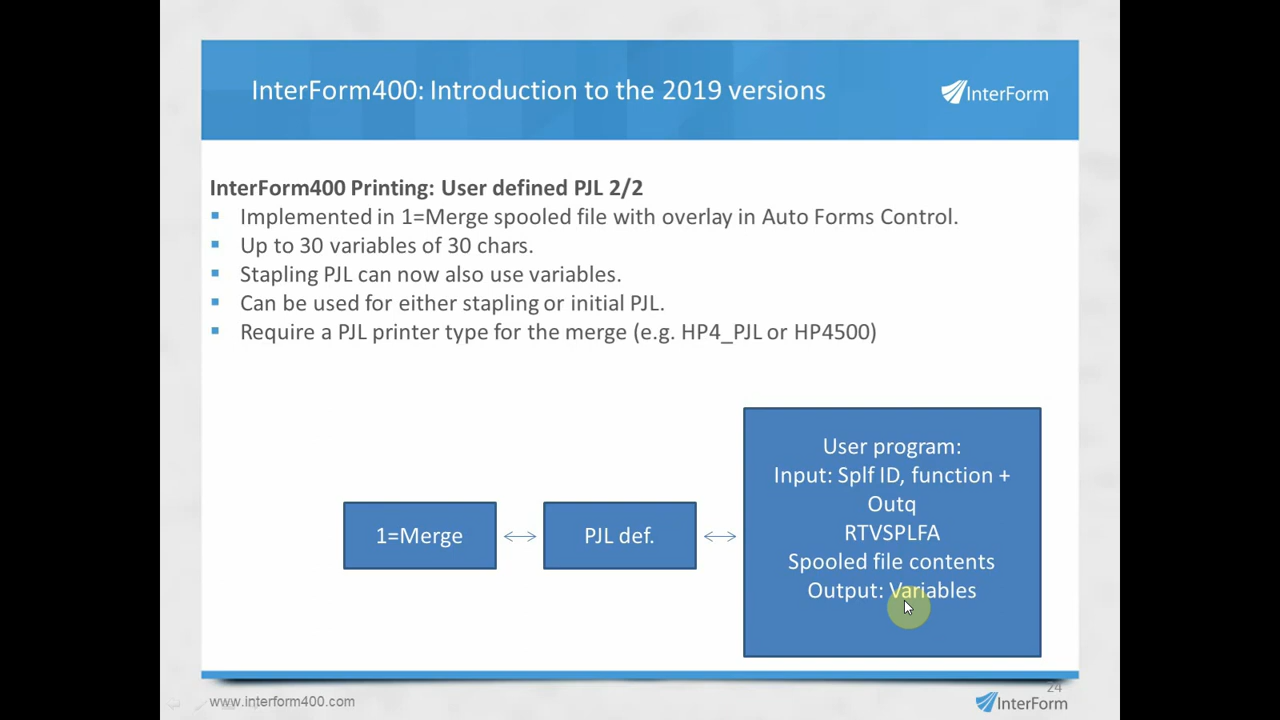 InterForm400: Introduction to the 2019 versions
InterForm
InterForm400 Printing: User defined PJL 2/2
Implemented in 1=Merge spooled file with overlay in Auto Forms Control.
Up to 30 variables of 30 chars.
Stapling PJL can now also use variables.
Can be used for either stapling or initial PJL.
Require a PJL printer type for the merge (e.g. HP4_PJL or HP4500)
1=Merge
PJL def.
User program:
Input: Splf ID, function +
Outq
RTVSPLFA
Spooled file contents
Output: Variables
www.interform400.com
24
InterForm